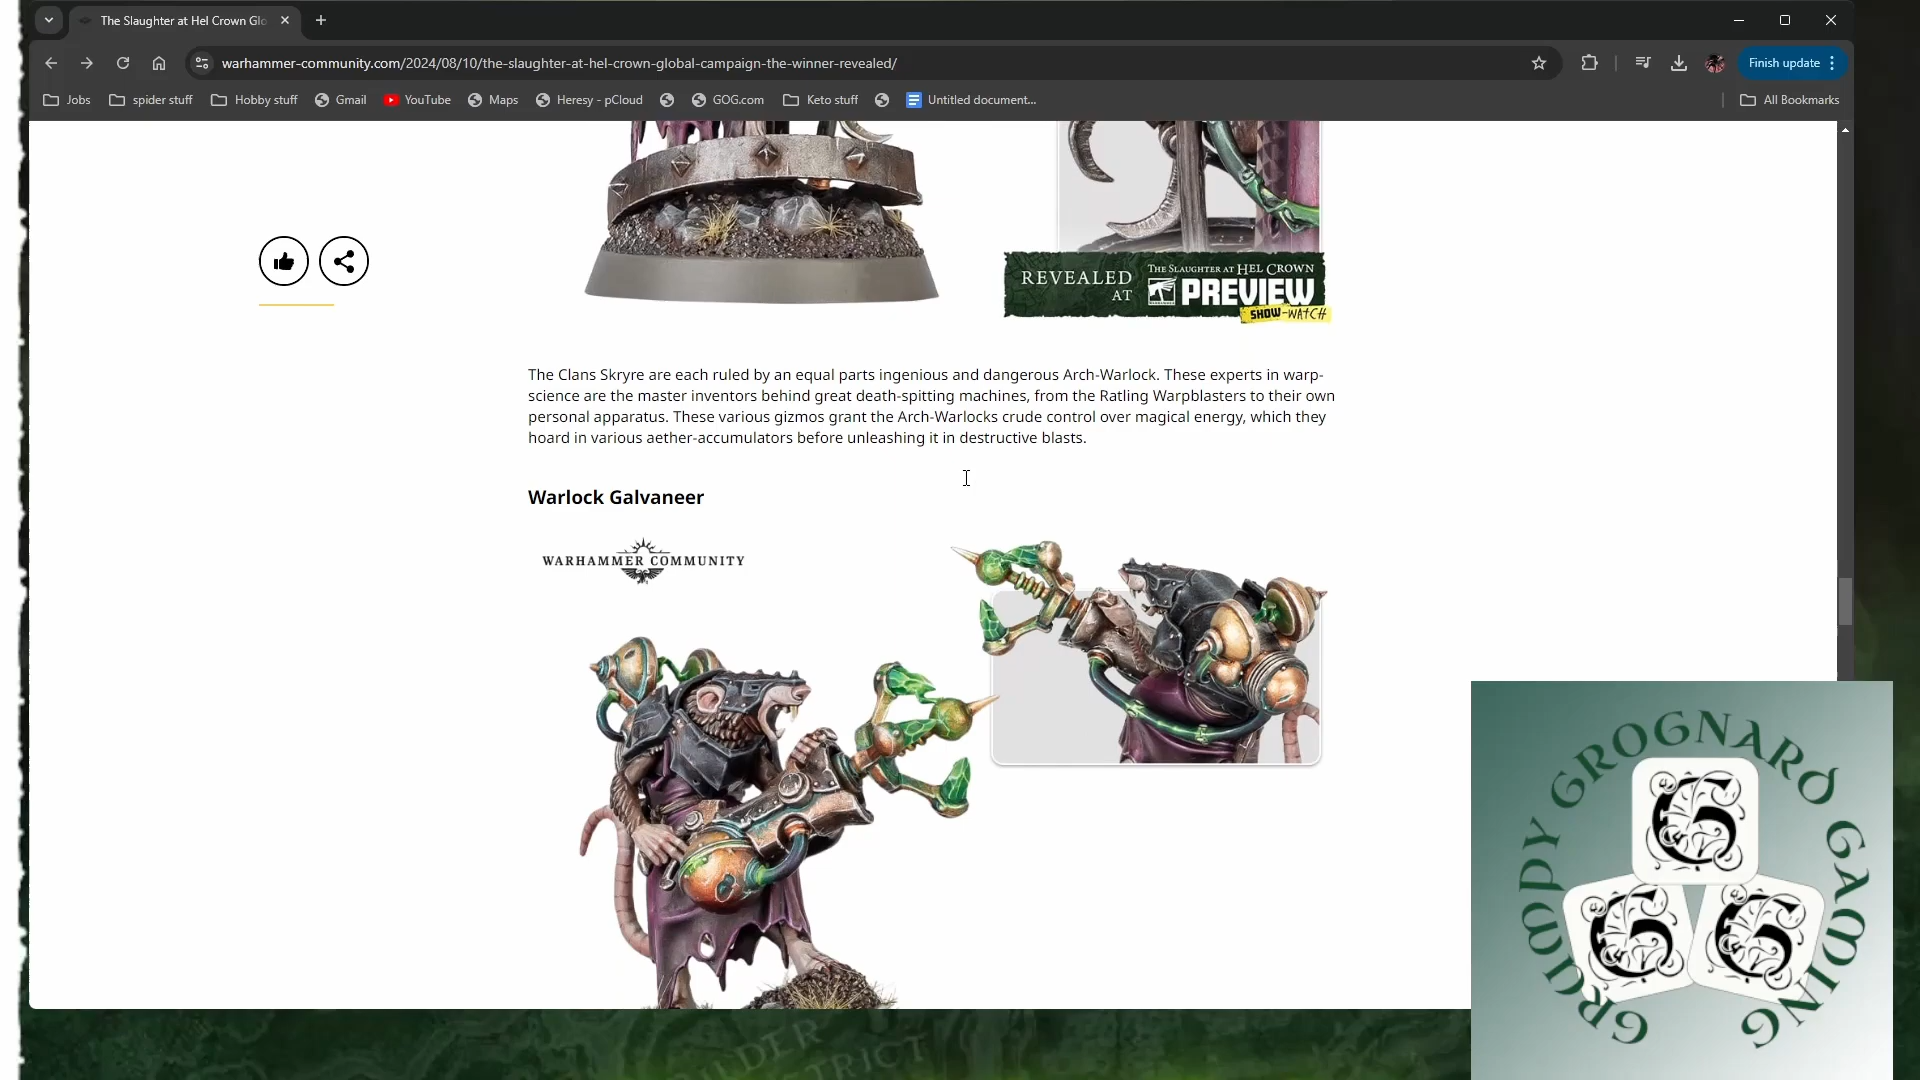 The Slaughter at Hel Crown Glo
warhammer-community.com/2024/08/10/the-slaughter-at-hel-crown-global-campaign-the-winner-revealed/
Finish update
Jobs
spider stuff
Hobby stuff
Gmail
YouTube
Maps
Heresy - pCloud
GOG.com
Keto stuff
Untitled document...
All Bookmarks
REVEALED
AT
THE SLAUGHTER AT HEL CROWN
PREVIEW
SHOW-WATCH
The Clans Skryre are each ruled by an equal parts ingenious and dangerous Arch-Warlock. These experts in warp-
science are the master inventors behind great death-spitting machines, from the Ratling Warpblasters to their own
personal apparatus. These various gizmos grant the Arch-Warlocks crude control over magical energy, which they
hoard in various aether-accumulators before unleashing it in destructive blasts.
Warlock Galvaneer
WARHAMMER COMMUNITY
GRUMPY GROGNARD GAMING
G
G
G